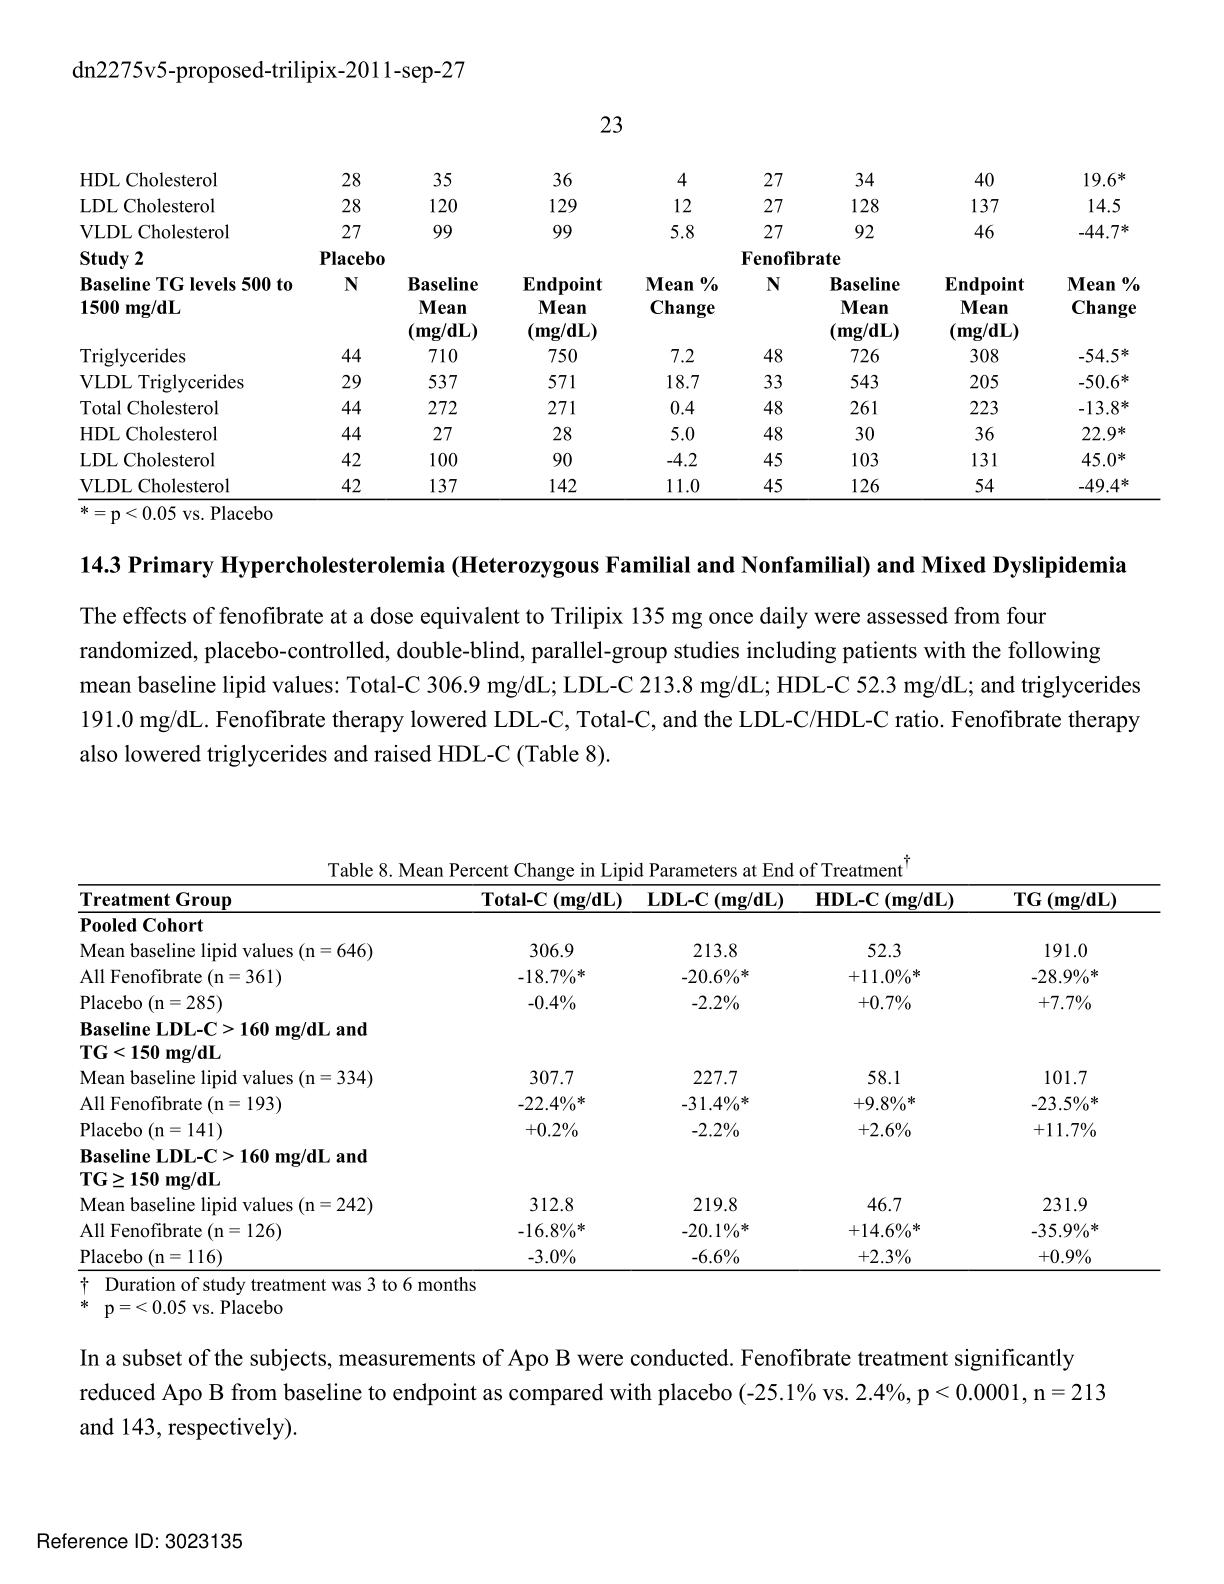 dn2275v5-proposed-trilipix-2011-sep-27
23
HDL Cholesterol 28 35 36 4 27 34 40 19.6*
LDL Cholesterol 28 120 129 12 27 128 137 14.5
VLDL Cholesterol 27 99 99 5.8 27 92 46 -44.7*
Study 2 Placebo Fenofibrate
Baseline TG levels 500 to N Baseline Endpoint Mean % N Baseline Endpoint Mean %
1500 mg/dL Mean Mean Change Mean Mean Change
(mg/dL) (mg/dL) (mg/dL) (mg/dL)
Triglycerides 44 710 750 7.2 48 726 308 -54.5*
VLDL Triglycerides 29 537 571 18.7 33 543 205 -50.6*
Total Cholesterol 44 272 271 0.4 48 261 223 -13.8*
HDL Cholesterol 44 27 28 5.0 48 30 36 22.9*
LDL Cholesterol 42 100 90 -4.2 45 103 131 45.0*
VLDL Cholesterol 42 137 142 11.0 45 126 54 -49.4*
* = p < 0.05 vs. Placebo
14.3 Primary Hypercholesterolemia (Heterozygous Familial and Nonfamilial) and Mixed Dyslipidemia
The effects of fenofibrate at a dose equivalent to Trilipix 135 mg once daily were assessed from four
randomized, placebo-controlled, double-blind, parallel-group studies including patients with the following
mean baseline lipid values: Total-C 306.9 mg/dL; LDL-C 213.8 mg/dL; HDL-C 52.3 mg/dL; and triglycerides
191.0 mg/dL. Fenofibrate therapy lowered LDL-C, Total-C, and the LDL-C/HDL-C ratio. Fenofibrate therapy
also lowered triglycerides and raised HDL-C (Table 8).
Table 8. Mean Percent Change in Lipid Parameters at End of Treatment†
Treatment Group Total-C (mg/dL) LDL-C (mg/dL) HDL-C (mg/dL) TG (mg/dL)
Pooled Cohort
Mean baseline lipid values (n = 646) 306.9 213.8 52.3 191.0
All Fenofibrate (n = 361) -18.7%* -20.6%* +11.0%* -28.9%*
Placebo (n = 285) -0.4% -2.2% +0.7% +7.7%
Baseline LDL-C > 160 mg/dL and
TG < 150 mg/dL
Mean baseline lipid values (n = 334) 307.7 227.7 58.1 101.7
All Fenofibrate (n = 193) -22.4%* -31.4%* +9.8%* -23.5%*
Placebo (n = 141) +0.2% -2.2% +2.6% +11.7%
Baseline LDL-C > 160 mg/dL and
TG ≥ 150 mg/dL
Mean baseline lipid values (n = 242) 312.8 219.8 46.7 231.9
All Fenofibrate (n = 126) -16.8%* -20.1%* +14.6%* -35.9%*
Placebo (n = 116) -3.0% -6.6% +2.3% +0.9%
† Duration of study treatment was 3 to 6 months
* p = < 0.05 vs. Placebo
In a subset of the subjects, measurements of Apo B were conducted. Fenofibrate treatment significantly
reduced Apo B from baseline to endpoint as compared with placebo (-25.1% vs. 2.4%, p < 0.0001, n = 213
and 143, respectively).
Reference ID: 3023135